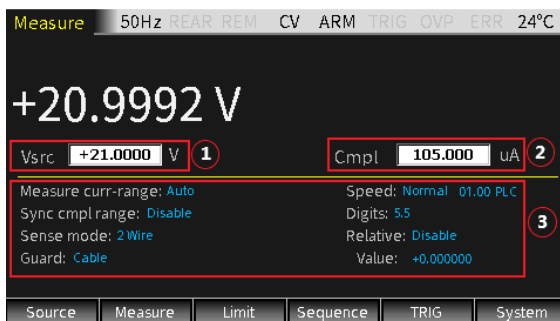 Measure 50Hz REAR REM CV ARM TRIG OVP ERR 24°C
+20.9992 V
Vsrc +21.0000 V 1 Cmpl 105.000 uA 2
Measure curr-range: Auto Speed: Normal 01.00 PLC
Sync cmpl range: Disable Digits: 5.5
3
Sense mode: 2 Wire Relative: Disable
Guard: Cable Value: +0.000000
Source Measure Limit Sequence TRIG System